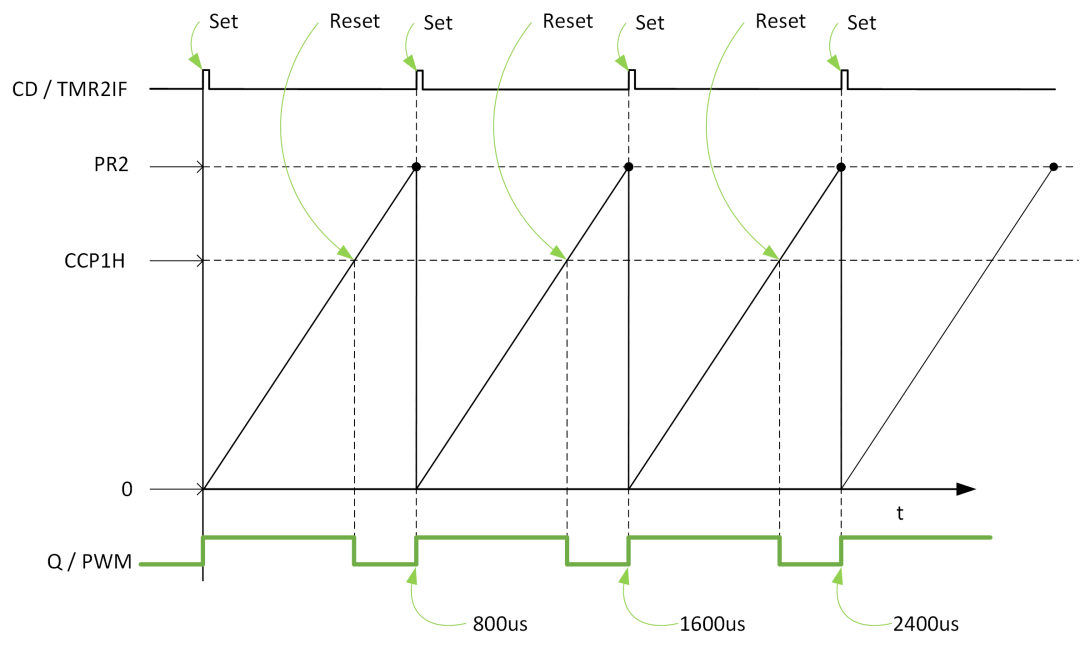 Set Reset Set Reset Set Reset Set
CD / TMR2IF
PR2
CCP1H
0
t
Q / PWM
800us 1600us 2400us